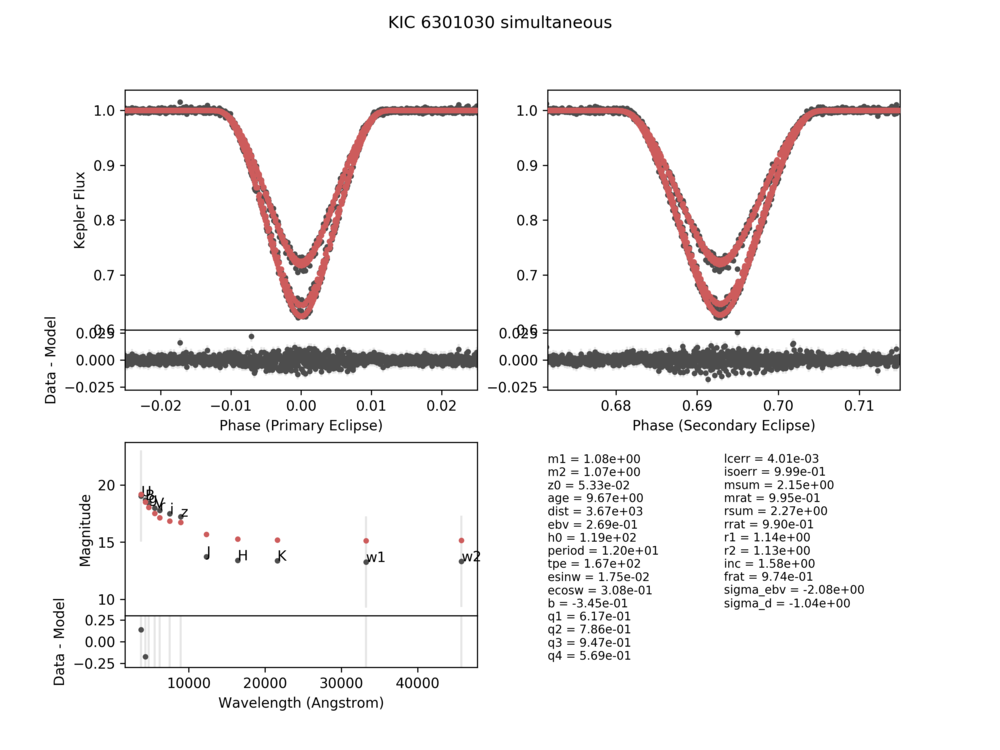 KIC 6301030 simultaneous
Kepler Flux
1.0
0.9
0.8
0.7
0.6
1.0
0.9
0.8
0.7
0.6
Data - Model
0.025
0.000
−0.025
0.025
0.000
−0.025
−0.02 −0.01 0.00 0.01 0.02
0.68 0.69 0.70 0.71
Phase (Primary Eclipse)
Phase (Secondary Eclipse)
Magnitude
20
15
10
U
B
V
i
z
J
H
K
w1
w2
Data - Model
0.25
0.00
−0.25
10000 20000 30000 40000
Wavelength (Angstrom)
m1 = 1.08e+00
m2 = 1.07e+00
z0 = 5.33e-02
age = 9.67e+00
dist = 3.67e+03
ebv = 2.69e-01
h0 = 1.19e+02
period = 1.20e+01
tpe = 1.67e+02
esinw = 1.75e-02
ecosw = 3.08e-01
b = -3.45e-01
q1 = 6.17e-01
q2 = 7.86e-01
q3 = 9.47e-01
q4 = 5.69e-01
lcerr = 4.01e-03
isoerr = 9.99e-01
msum = 2.15e+00
mrat = 9.95e-01
rsum = 2.27e+00
rrat = 9.90e-01
r1 = 1.14e+00
r2 = 1.13e+00
inc = 1.58e+00
frat = 9.74e-01
sigma_ebv = -2.08e+00
sigma_d = -1.04e+00